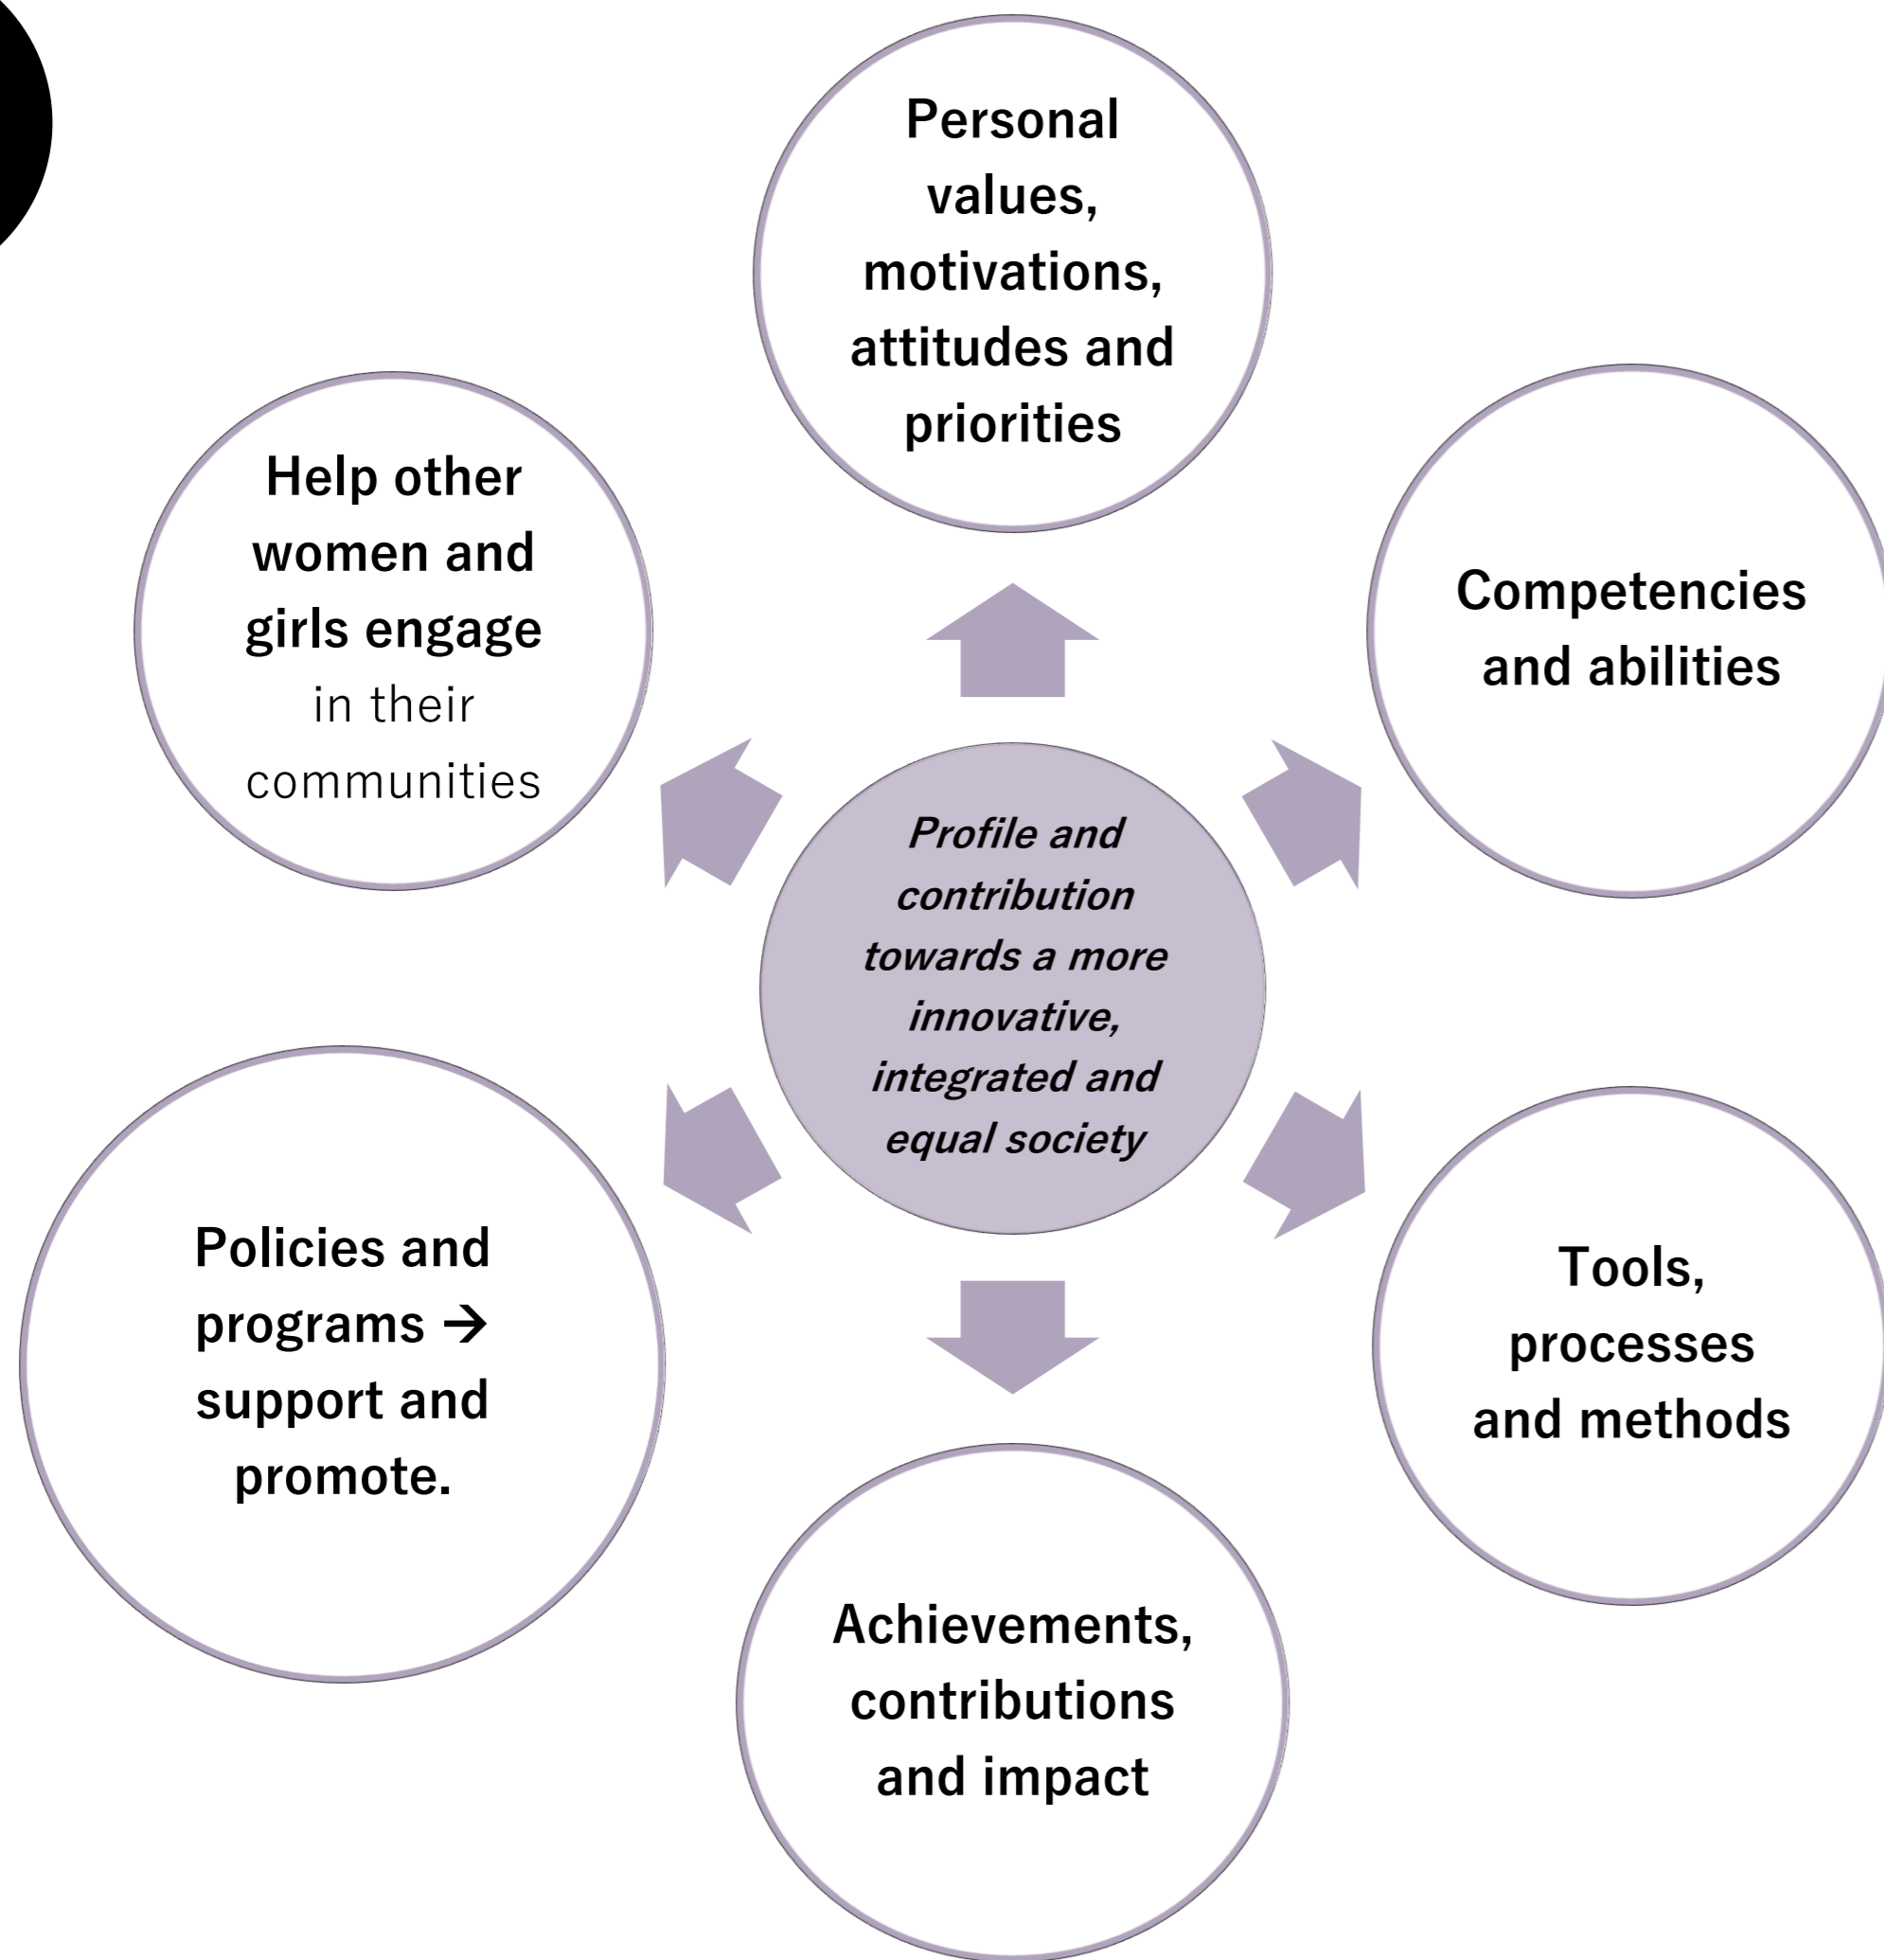 Personal
values,
motivations,
attitudes and
priorities
Competencies
and abilities
Tools,
processes
and methods
Achievements,
contributions
and impact
Policies and
programs →
support and
promote.
Help other
women and
girls engage
in their
communities
Profile and
contribution
towards a more
innovative,
integrated and
equal society